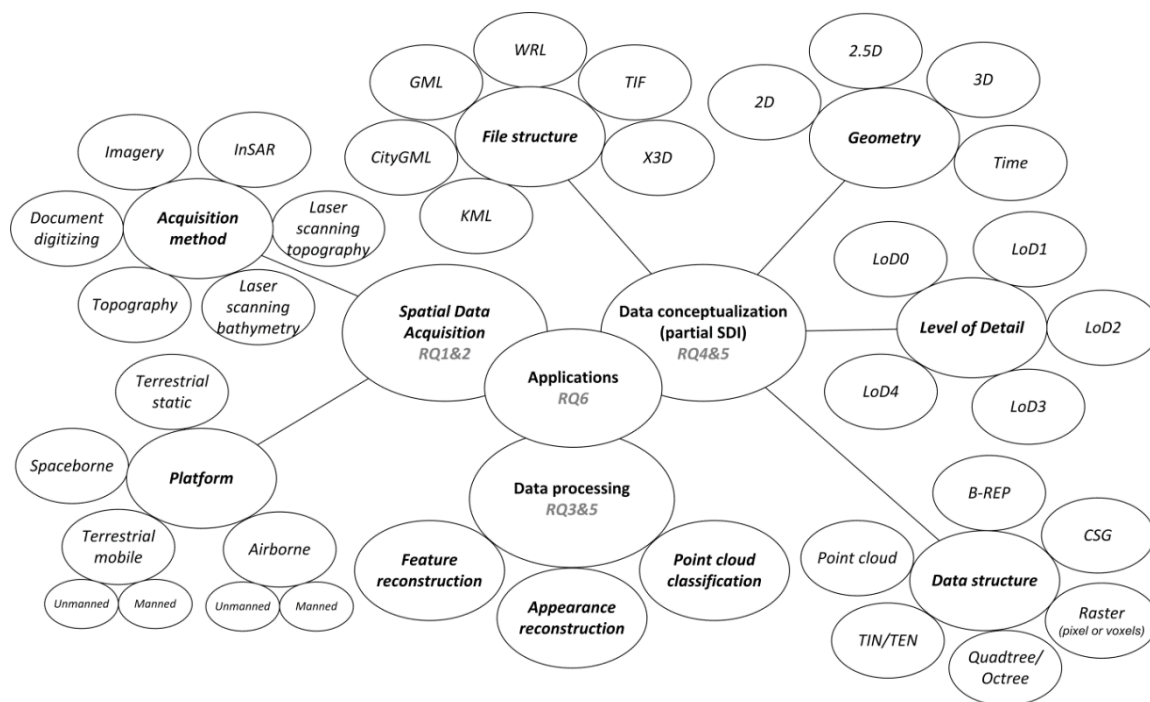 WRL
GML
TIF
File structure
CityGML
X3D
KML
2.5D
2D
3D
Geometry
Time
Imagery
InSAR
Document
digitizing
Acquisition
method
Laser
scanning
topography
Topography
Laser
scanning
bathymetry
Spatial Data
Acquisition
RQ1&2
Data conceptualization
(partial SDI)
RQ4&5
Applications
RQ6
LoD0
LoD1
Level of Detail
LoD2
LoD4
LoD3
Terrestrial
static
Spaceborne
Platform
Terrestrial
mobile
Airborne
Unmanned
Manned
Unmanned
Manned
Data processing
RQ3&5
Feature
reconstruction
Appearance
reconstruction
Point cloud
classification
B-REP
Point cloud
CSG
Data structure
TIN/TEN
Raster
(pixel or voxels)
Quadtree/
Octree